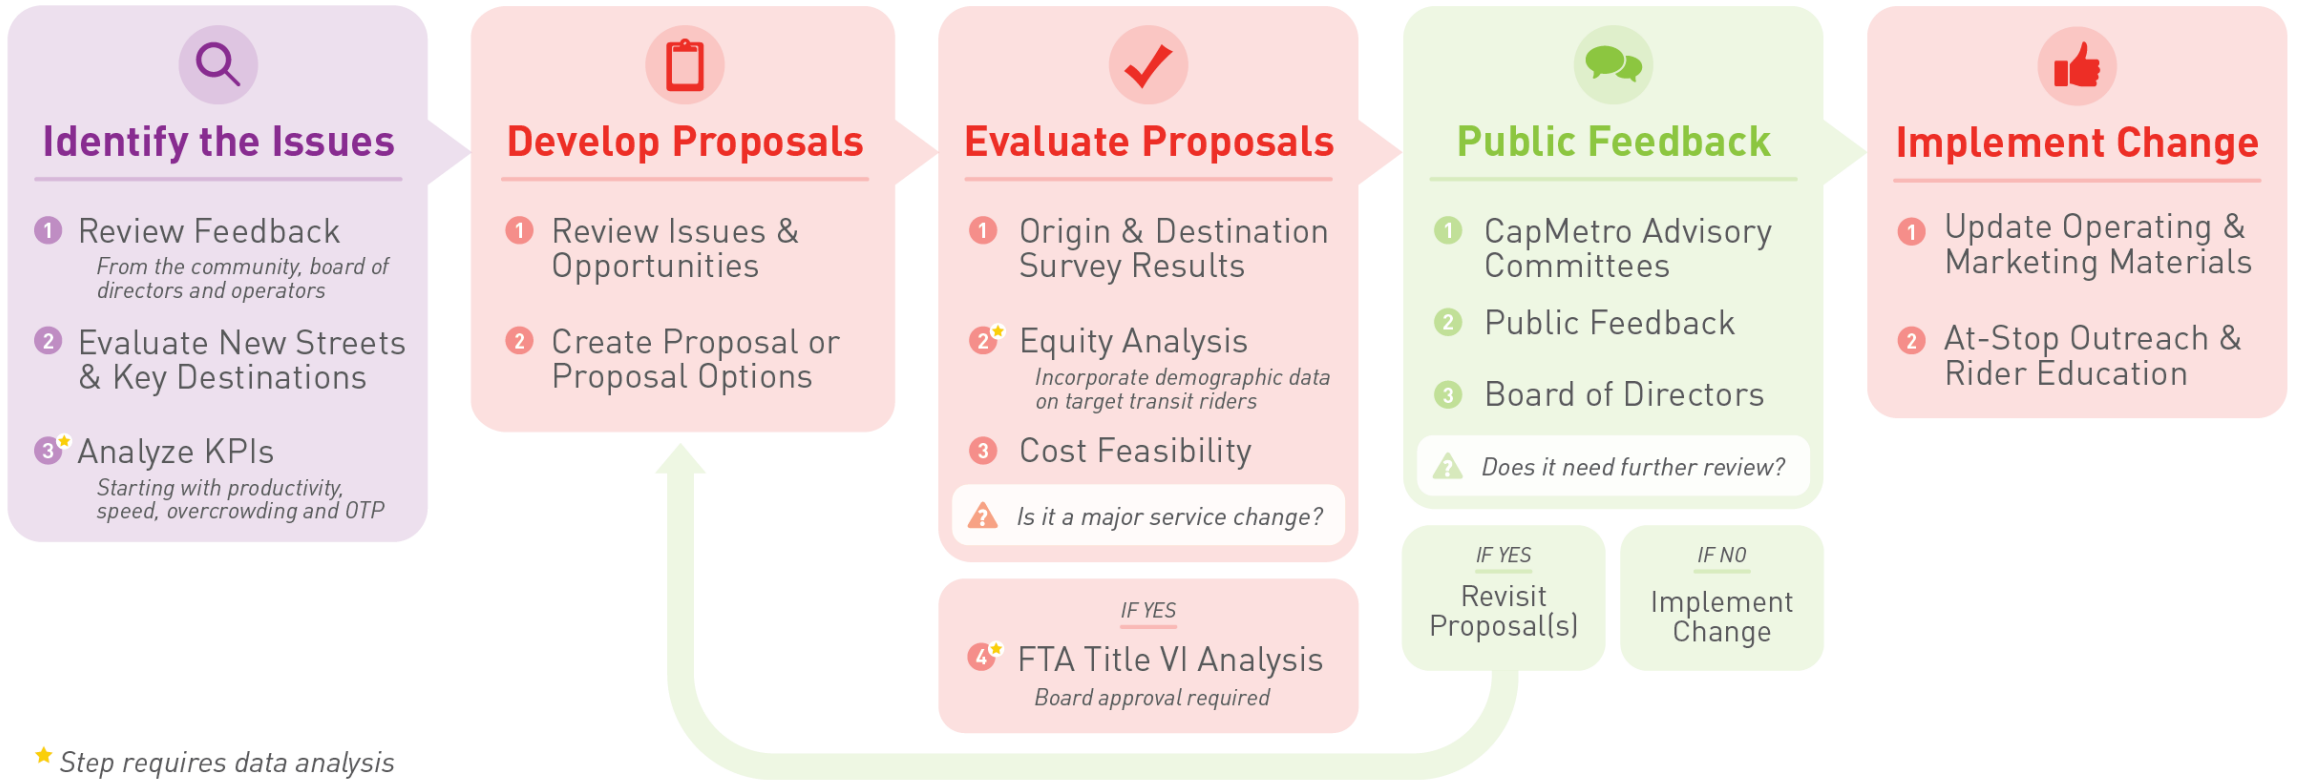 Identify the Issues
1 Review Feedback
From the community, board of
directors and operators
2 Evaluate New Streets
& Key Destinations
3 Analyze KPIs
Starting with productivity,
speed, overcrowding and OTP
Develop Proposals
1 Review Issues &
Opportunities
2 Create Proposal or
Proposal Options
Evaluate Proposals
1 Origin & Destination
Survey Results
2 Equity Analysis
Incorporate demographic data
on target transit riders
3 Cost Feasibility
? Is it a major service change?
IF YES
4 FTA Title VI Analysis
Board approval required
Public Feedback
1 CapMetro Advisory
Committees
2 Public Feedback
3 Board of Directors
? Does it need further review?
IF YES
Revisit
Proposal(s)
IF NO
Implement
Change
Implement Change
1 Update Operating &
Marketing Materials
2 At-Stop Outreach &
Rider Education
Step requires data analysis